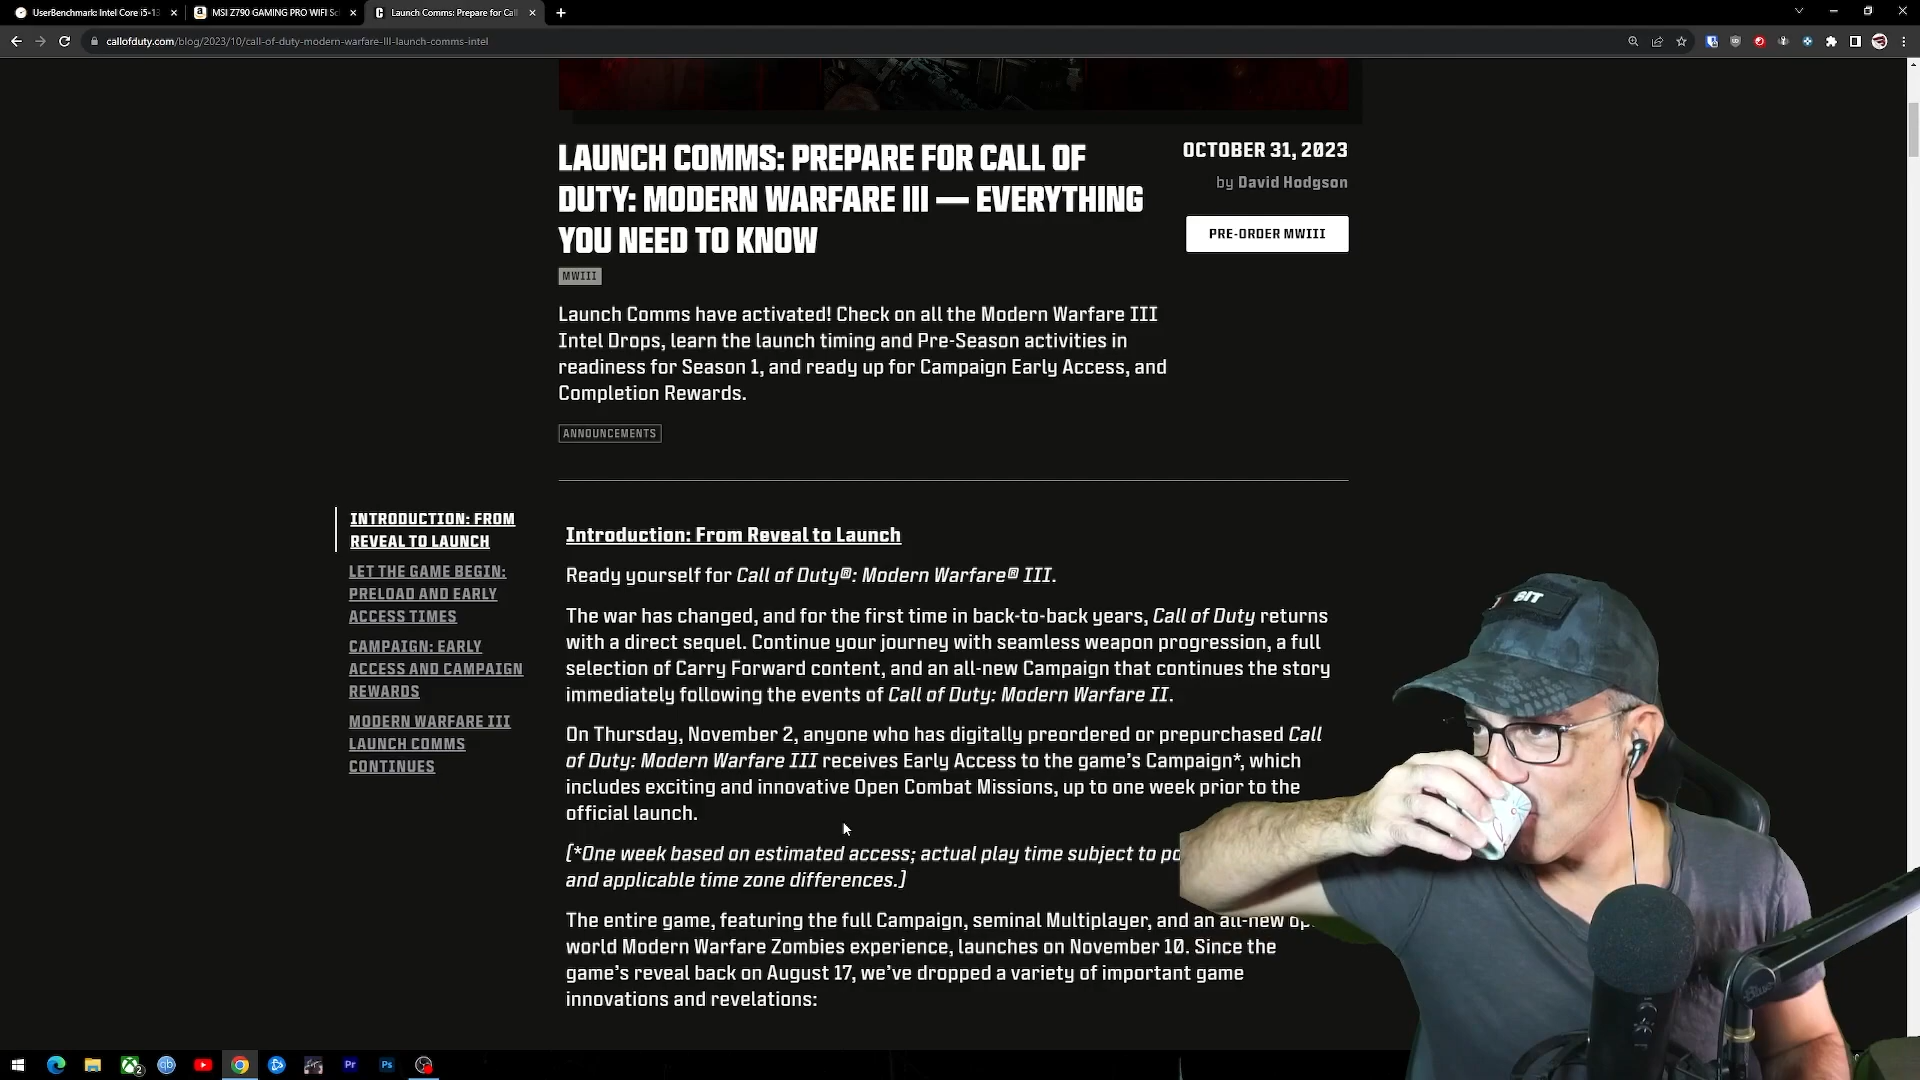 UserBenchmark: Intel Core i5-13
MSI Z790 GAMING PRO WIFI
Launch Comms: Prepare for Cal
callofduty.com/blog/2023/10/call-of-duty-modern-warfare-III-launch-comms-intel
LAUNCH COMMS: PREPARE FOR CALL OF
DUTY: MODERN WARFARE III — EVERYTHING
YOU NEED TO KNOW
OCTOBER 31, 2023
by David Hodgson
PRE-ORDER MWIII
MWIII
Launch Comms have activated! Check on all the Modern Warfare III
Intel Drops, learn the launch timing and Pre-Season activities in
readiness for Season 1, and ready up for Campaign Early Access, and
Completion Rewards.
ANNOUNCEMENTS
INTRODUCTION: FROM
REVEAL TO LAUNCH
LET THE GAME BEGIN:
PRELOAD AND EARLY
ACCESS TIMES
CAMPAIGN: EARLY
ACCESS AND CAMPAIGN
REWARDS
MODERN WARFARE III
LAUNCH COMMS
CONTINUES
Introduction: From Reveal to Launch
Ready yourself for Call of Duty®: Modern Warfare® III.
The war has changed, and for the first time in back-to-back years, Call of Duty returns
with a direct sequel. Continue your journey with seamless weapon progression, a full
selection of Carry Forward content, and an all-new Campaign that continues the story
immediately following the events of Call of Duty: Modern Warfare II.
On Thursday, November 2, anyone who has digitally preordered or prepurchased Call
of Duty: Modern Warfare III receives Early Access to the game’s Campaign*, which
includes exciting and innovative Open Combat Missions, up to one week prior to the
official launch.
[*One week based on estimated access; actual play time subject to
and applicable time zone differences.]
The entire game, featuring the full Campaign, seminal Multiplayer, and an all-new
world Modern Warfare Zombies experience, launches on November 10. Since the
game’s reveal back on August 17, we’ve dropped a variety of important game
innovations and revelations:
BIT
Blue
2
qb
Pr
Ps